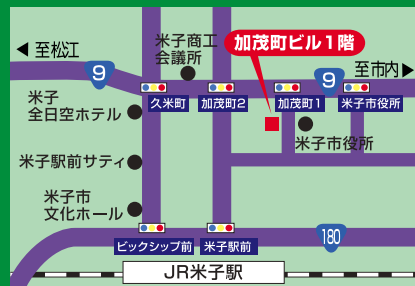 加茂町ビル1階
◀ 至松江
米子商工
会議所
9
9
至市内▶
久米町
加茂町2
加茂町1
米子市役所
米子
全日空ホテル
米子市役所
米子駅前サティ
米子市
文化ホール
180
ビックシップ前
米子駅前
JR米子駅